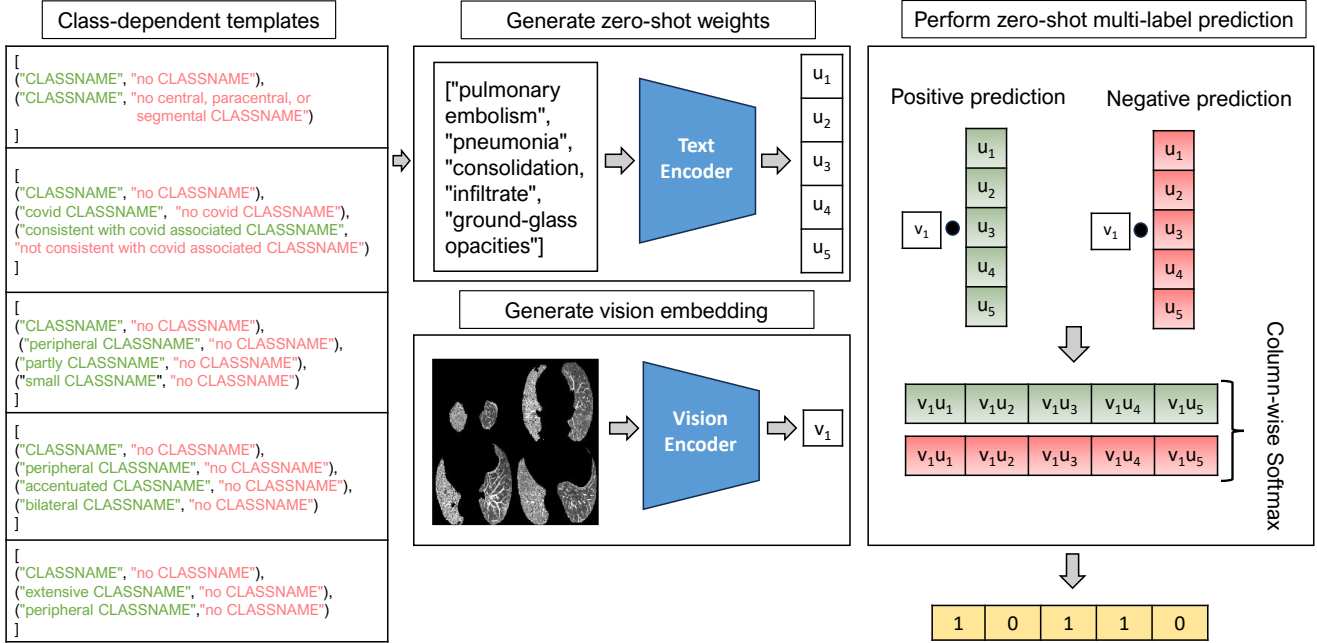 Class-dependent templates
[
("CLASSNAME", "no CLASSNAME"),
("CLASSNAME", "no central, paracentral, or
segmental CLASSNAME")
]
[
("CLASSNAME", "no CLASSNAME"),
("covid CLASSNAME", "no covid CLASSNAME"),
("consistent with covid associated CLASSNAME",
"not consistent with covid associated CLASSNAME")
]
[
("CLASSNAME", "no CLASSNAME"),
("peripheral CLASSNAME", "no CLASSNAME"),
("partly CLASSNAME", "no CLASSNAME"),
("small CLASSNAME", "no CLASSNAME")
]
[
("CLASSNAME", "no CLASSNAME"),
("peripheral CLASSNAME", "no CLASSNAME"),
("accentuated CLASSNAME", "no CLASSNAME"),
("bilateral CLASSNAME", "no CLASSNAME")
]
[
("CLASSNAME", "no CLASSNAME"),
("extensive CLASSNAME", "no CLASSNAME"),
("peripheral CLASSNAME","no CLASSNAME")
]
Generate zero-shot weights
["pulmonary
embolism",
"pneumonia",
"consolidation,
"infiltrate",
"ground-glass
opacities"]
Text
Encoder
u₁
u₂
u₃
u₄
u₅
Generate vision embedding
Vision
Encoder
v₁
Perform zero-shot multi-label prediction
Positive prediction
v₁
u₁
u₂
u₃
u₄
u₅
Negative prediction
v₁
u₁
u₂
u₃
u₄
u₅
v₁u₁ v₁u₂ v₁u₃ v₁u₄ v₁u₅
v₁u₁ v₁u₂ v₁u₃ v₁u₄ v₁u₅
Column-wise Softmax
1 0 1 1 0